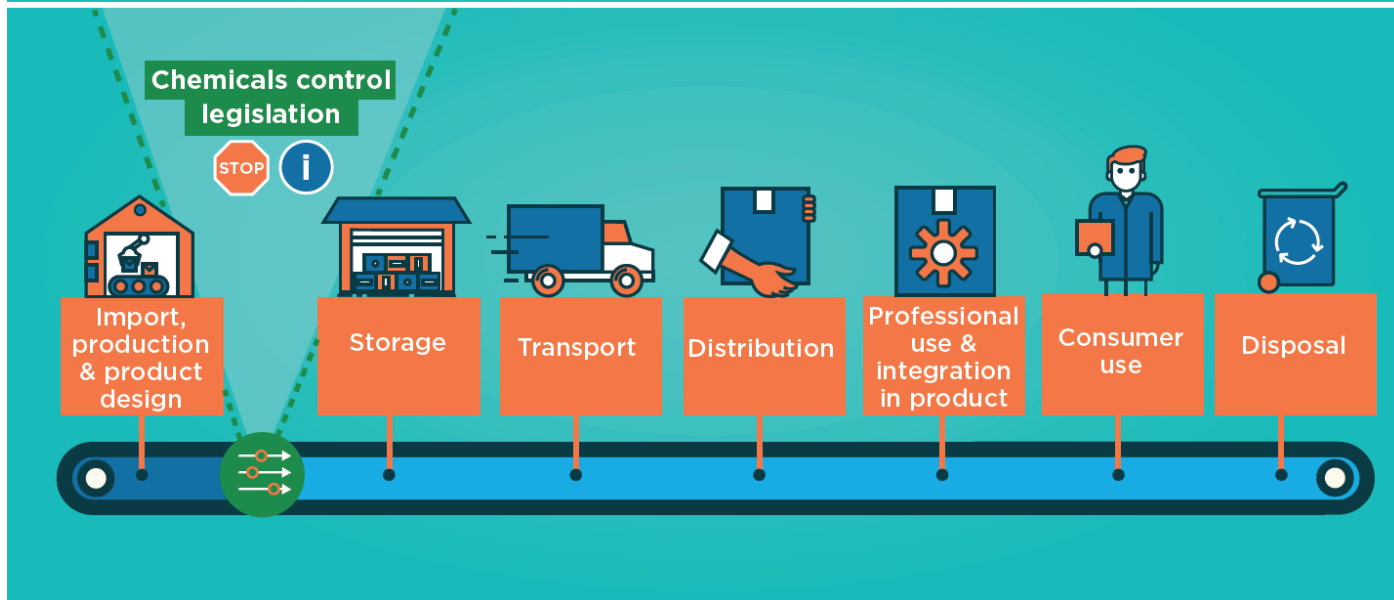 Chemicals control
legislation
STOP
i
Import,
production
& product
design
Storage
Transport
Distribution
Professional
use &
integration
in product
Consumer
use
Disposal